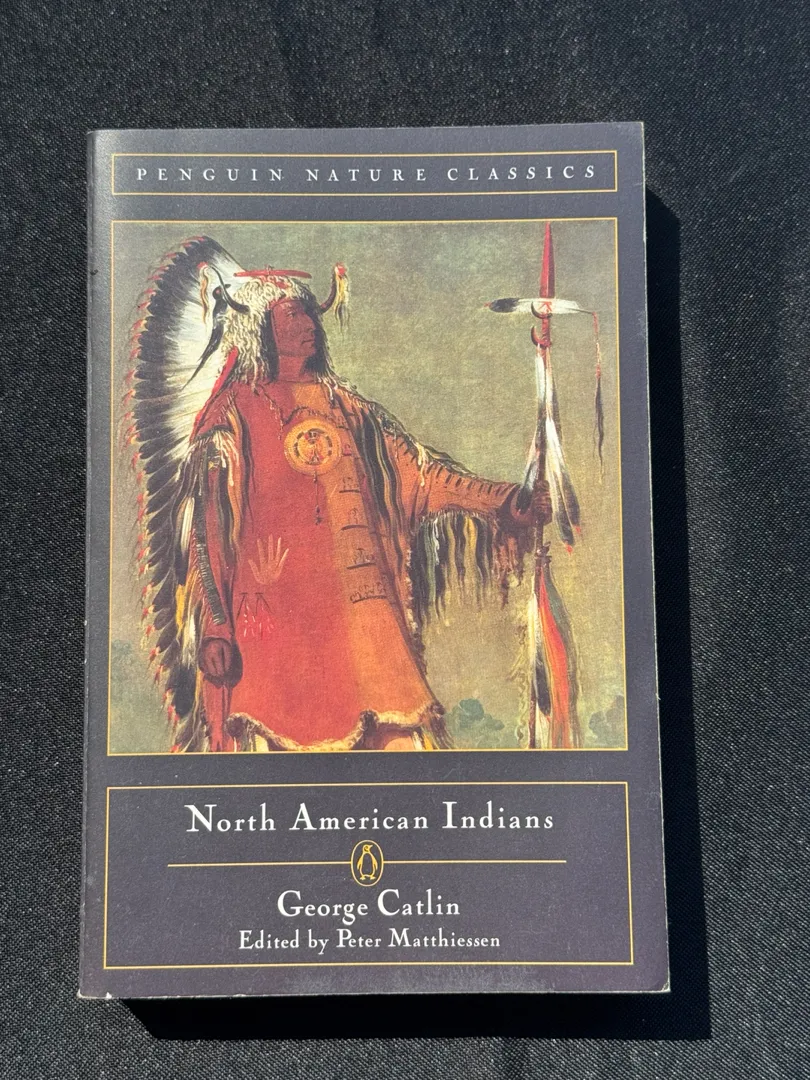 PENGUIN NATURE CLASSICS
North American Indians
George Catlin
Edited by Peter Matthiessen